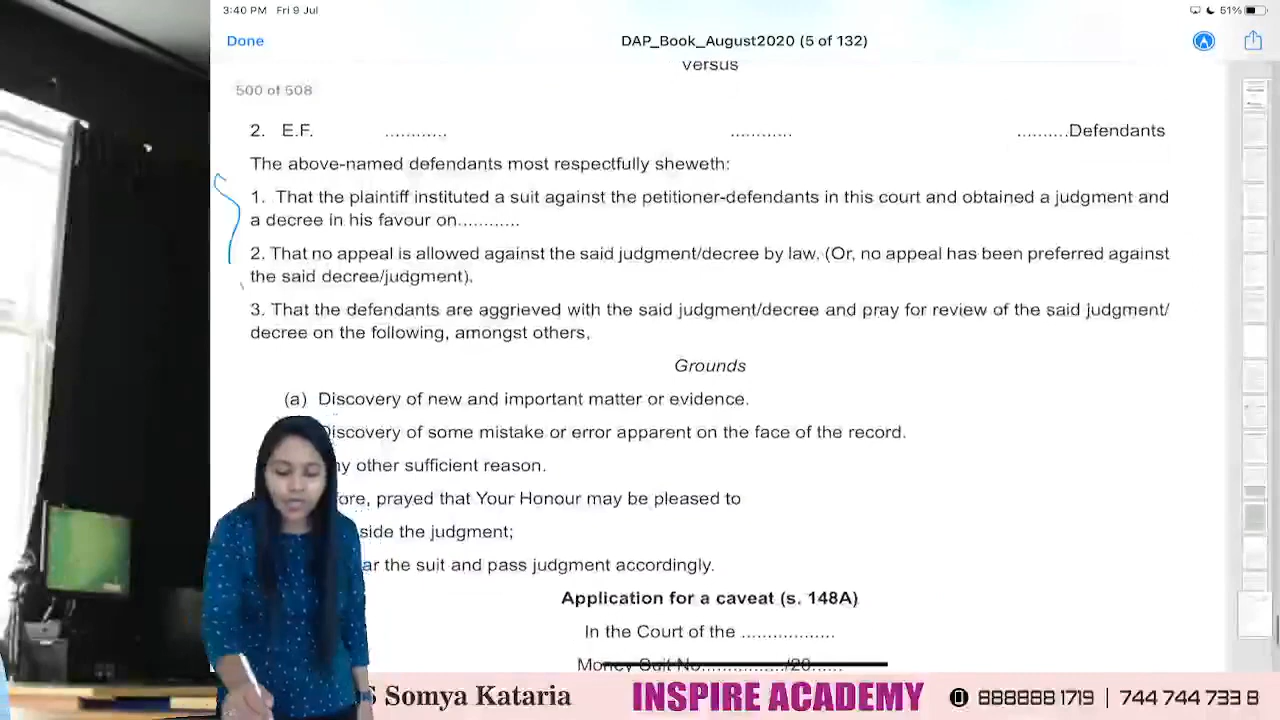 3:40 PM Fri 9 Jul
51%
Done
DAP_Book_August2020 (5 of 132)
versus
500 of 508
2. E.F. ............ ............ ..........Defendants
The above-named defendants most respectfully sheweth:
1. That the plaintiff instituted a suit against the petitioner-defendants in this court and obtained a judgment and
a decree in his favour on............
2. That no appeal is allowed against the said judgment/decree by law. (Or, no appeal has been preferred against
the said decree/judgment).
3. That the defendants are aggrieved with the said judgment/decree and pray for review of the said judgment/
decree on the following, amongst others,
Grounds
(a) Discovery of new and important matter or evidence.
Discovery of some mistake or error apparent on the face of the record.
other sufficient reason.
prayed that Your Honour may be pleased to
the judgment;
the suit and pass judgment accordingly.
Application for a caveat (s. 148A)
In the Court of the ..................
Money Suit No................/20......
Somya Kataria INSPIRE ACADEMY 888888 1719 | 744 744 733 8